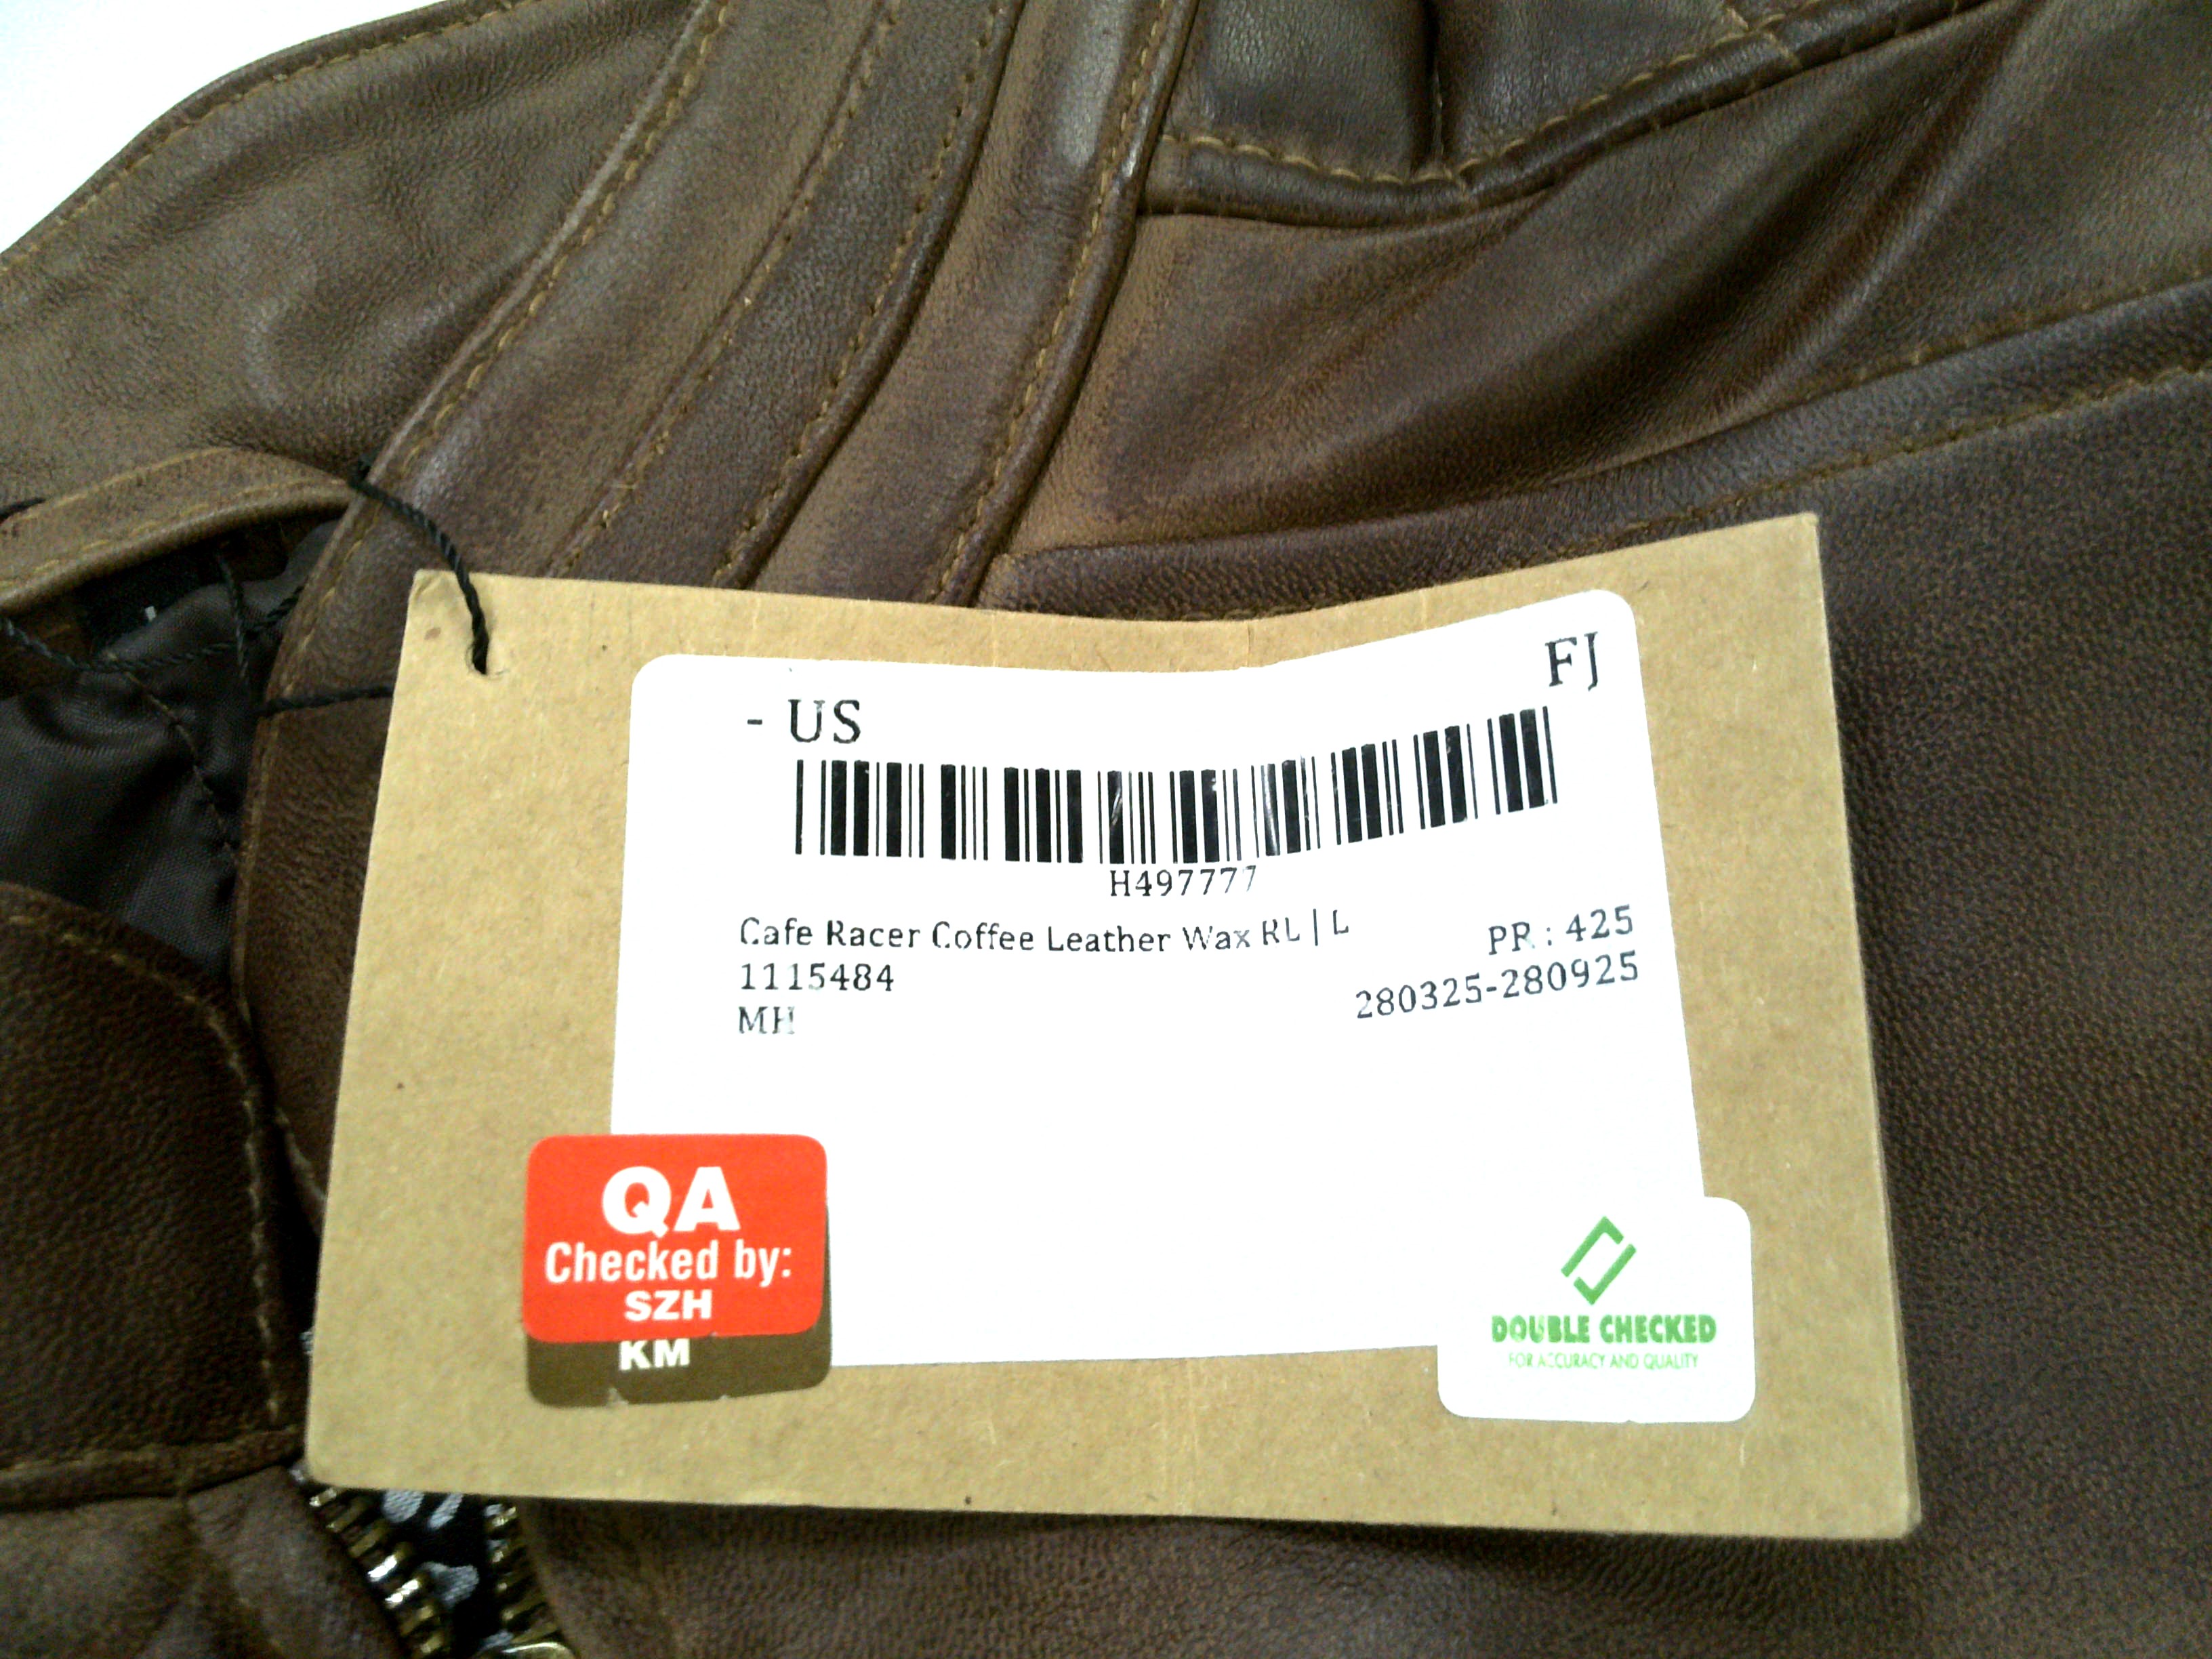 - US
FJ
H497777
Cafe Racer Coffee Leather Wax RL | L
PR : 425
1115484
280325-280925
MH
QA
Checked by:
SZH
KM
DOUBLE CHECKED
FOR ACCURACY AND QUALITY